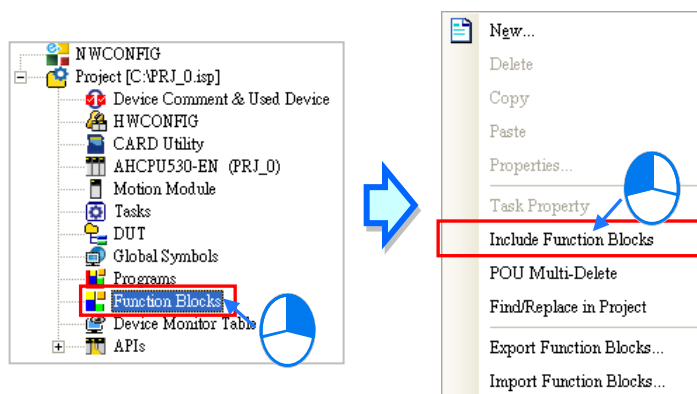 NWCONFIG
Project [C:\PRJ_0.isp]
Device Comment & Used Device
HWCONFIG
CARD Utility
AHCPU530-EN (PRJ_0)
Motion Module
Tasks
DUT
Global Symbols
Programs
Function Blocks
Device Monitor Table
APIs
New...
Delete
Copy
Paste
Properties...
Task Property
Include Function Blocks
POU Multi-Delete
Find/Replace in Project
Export Function Blocks...
Import Function Blocks...